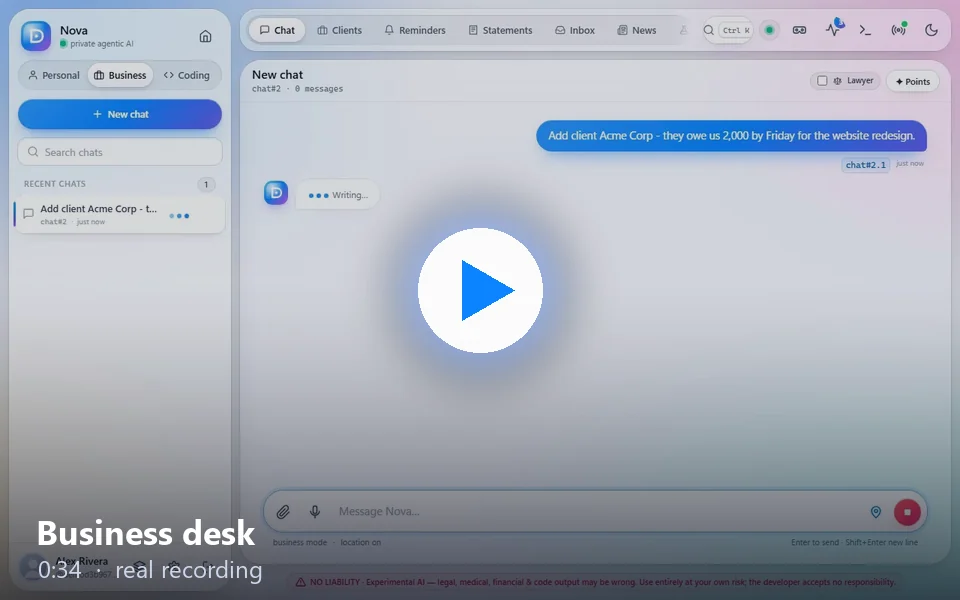 Nova
private agentic AI
Personal
Business
Coding
+ New chat
Search chats
RECENT CHATS
1
Add client Acme Corp - t...
chat#2 · just now
Chat
Clients
Reminders
Statements
Inbox
News
Ctrl K
New chat
chat#2 · 0 messages
Lawyer
Points
Add client Acme Corp - they owe us 2,000 by Friday for the website redesign.
chat#2.1 just now
Writing...
Message Nova...
business mode · location on
Enter to send · Shift+Enter new line
Business desk
Alex Rivera
0:34 · real recording
NO LIABILITY · Experimental AI — legal, medical, financial & code output may be wrong. Use entirely at your own risk; the developer accepts no responsibility.